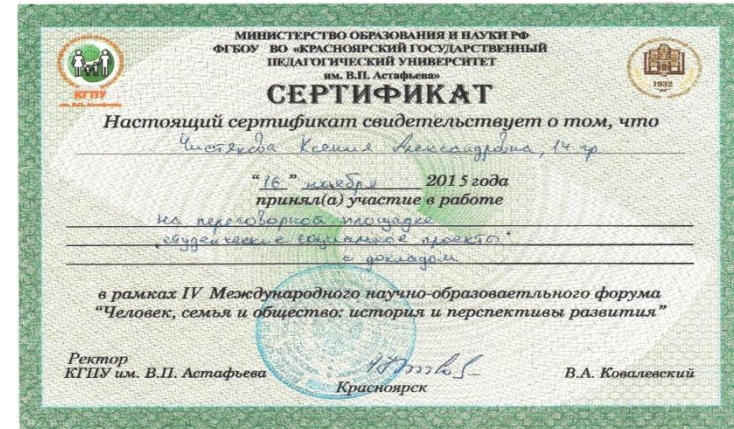 МИНИСТЕРСТВО ОБРАЗОВАНИЯ И НАУКИ РФ
ФГБОУ ВО «КРАСНОЯРСКИЙ ГОСУДАРСТВЕННЫЙ
ПЕДАГОГИЧЕСКИЙ УНИВЕРСИТЕТ
им. В.П. Астафьева»
КГПУ
им. В.П. Астафьева
1932
СЕРТИФИКАТ
Настоящий сертификат свидетельствует о том, что
Чистякова Ксения Александровна, 14 гр
"16" ноября 2015 года
принял(а) участие в работе
на переговорной площадке
"студенческие социальные проекты"
с докладом
в рамках IV Международного научно-образоваетльного форума
"Человек, семья и общество: история и перспективы развития"
Ректор
КГПУ им. В.П. Астафьева
В.А. Ковалевский
Красноярск